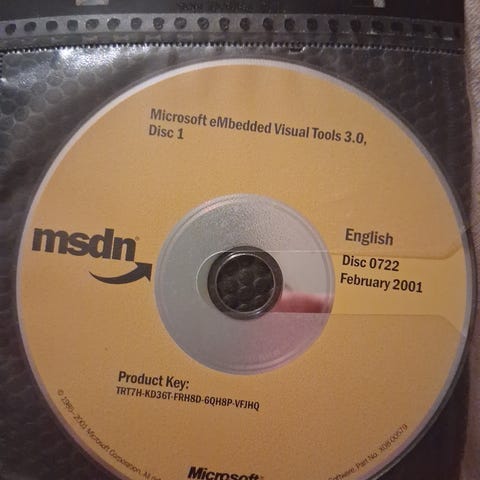 Microsoft eMbedded Visual Tools 3.0,
Disc 1
msdn
English
Disc 0722
February 2001
Product Key:
TRT7H-KD36T-FRH8D-6QH8P-VFJHQ
Microsoft